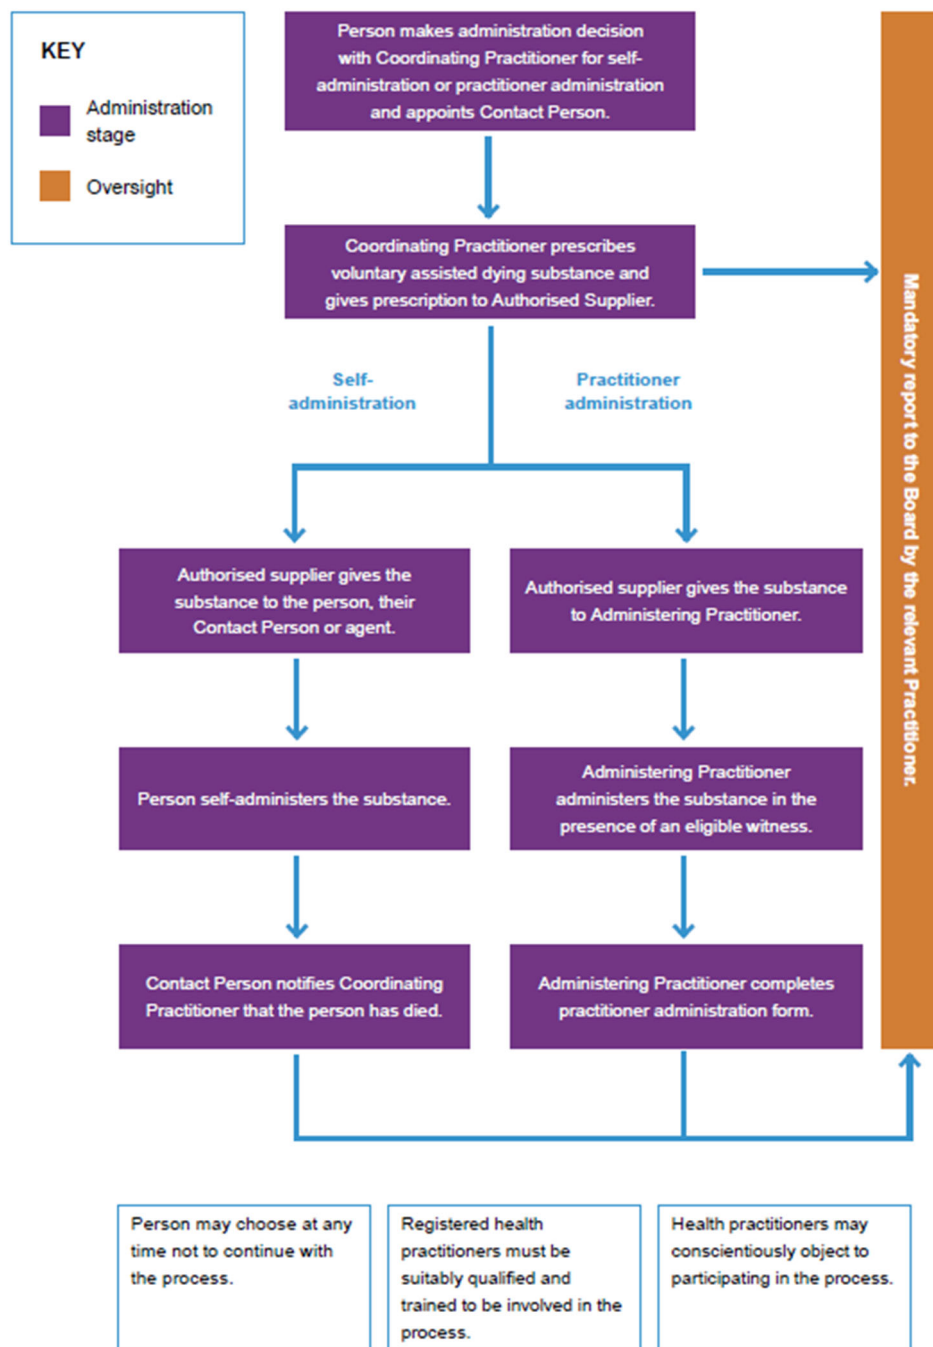 KEY
Administration
stage
Oversight
Person makes administration decision
with Coordinating Practitioner for self-
administration or practitioner administration
and appoints Contact Person.
Coordinating Practitioner prescribes
voluntary assisted dying substance and
gives prescription to Authorised Supplier.
Self-
administration
Practitioner
administration
Authorised supplier gives the
substance to the person, their
Contact Person or agent.
Authorised supplier gives the substance
to Administering Practitioner.
Person self-administers the substance.
Administering Practitioner
administers the substance in the
presence of an eligible witness.
Contact Person notifies Coordinating
Practitioner that the person has died.
Administering Practitioner completes
practitioner administration form.
Mandatory report to the Board by the relevant Practitioner.
Person may choose at any
time not to continue with
the process.
Registered health
practitioners must be
suitably qualified and
trained to be involved in the
process.
Health practitioners may
conscientiously object to
participating in the process.